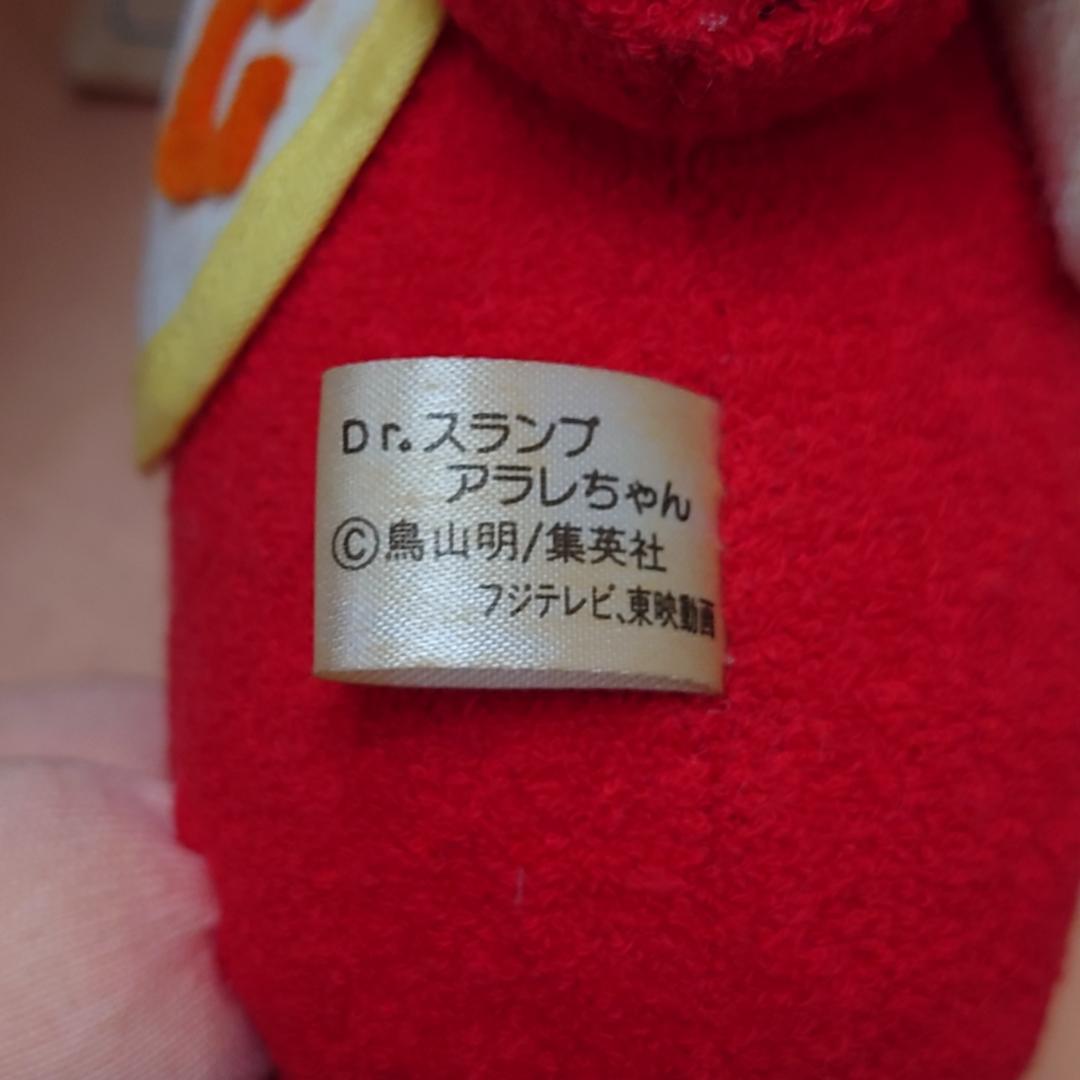 Dr.スランプ
アラレちゃん
©鳥山明/集英社
フジテレビ、東映動画